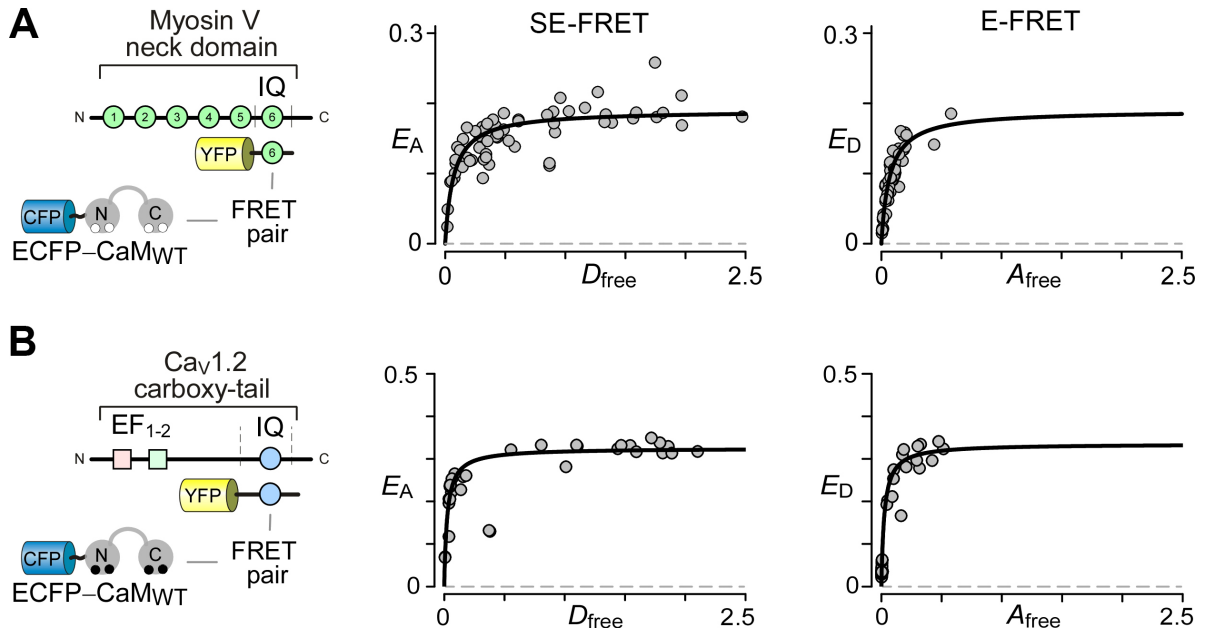 A
Myosin V
neck domain
IQ
N 1 2 3 4 5 6 C
YFP 6
CFP N C
FRET
pair
ECFP–CaMWT
SE-FRET
0.3
EA
0
0 Dfree 2.5
E-FRET
0.3
ED
0
0 Afree 2.5
B
CaV1.2
carboxy-tail
EF1-2 IQ
N C
YFP
CFP N C
FRET
pair
ECFP–CaMWT
0.5
EA
0
0 Dfree 2.5
0.5
ED
0
0 Afree 2.5